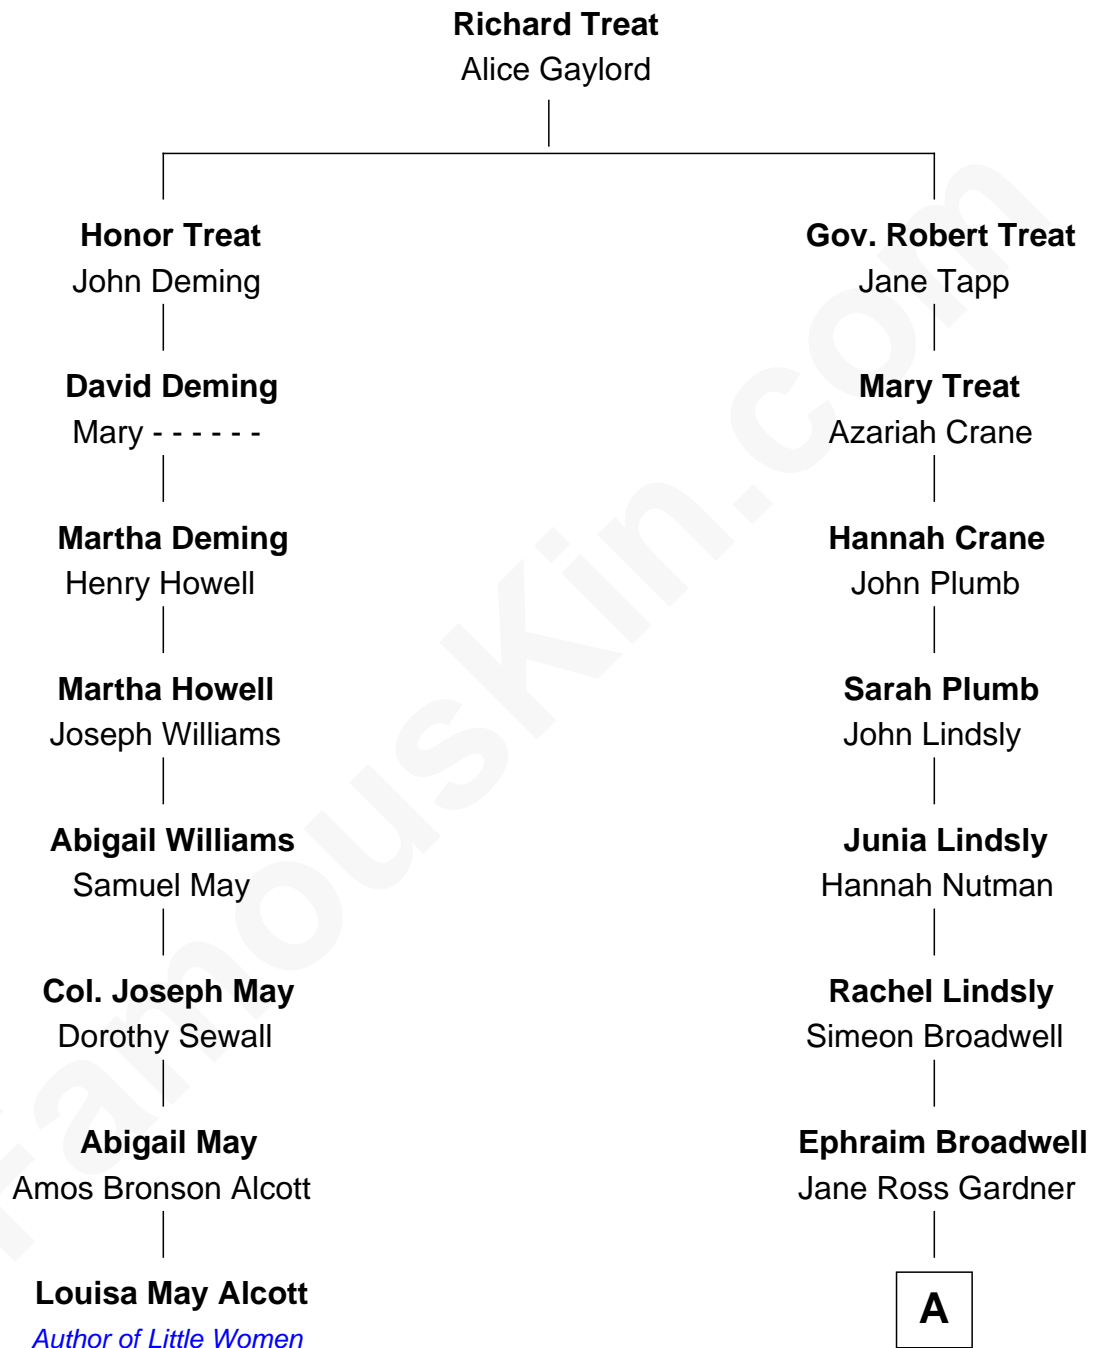 Richard Treat
Alice Gaylord
Honor Treat
John Deming
David Deming
Mary - - - - - -
Martha Deming
Henry Howell
Martha Howell
Joseph Williams
Abigail Williams
Samuel May
Col. Joseph May
Dorothy Sewall
Abigail May
Amos Bronson Alcott
Louisa May Alcott
Author of Little Women
Gov. Robert Treat
Jane Tapp
Mary Treat
Azariah Crane
Hannah Crane
John Plumb
Sarah Plumb
John Lindsly
Junia Lindsly
Hannah Nutman
Rachel Lindsly
Simeon Broadwell
Ephraim Broadwell
Jane Ross Gardner
A
FamousKin.com